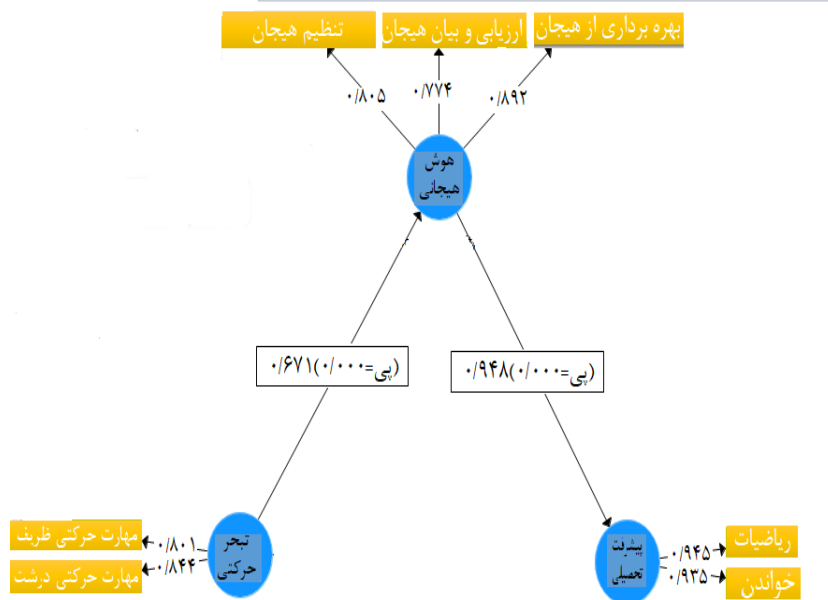 بهره برداری از هیجان
ارزیابی و بیان هیجان
تنظیم هیجان
۰/۸۹۲
۰/۷۷۴
۰/۸۰۵
هوش
هیجانی
۰/۹۴۸(۰/۰۰۰=پی)
۰/۶۷۱(۰/۰۰۰=پی)
پیشرفت
تحصیلی
۰/۹۴۵
ریاضیات
۰/۹۳۵
خواندن
تبحر
حرکتی
۰/۸۰۱
مهارت حرکتی ظریف
۰/۸۴۴
مهارت حرکتی درشت